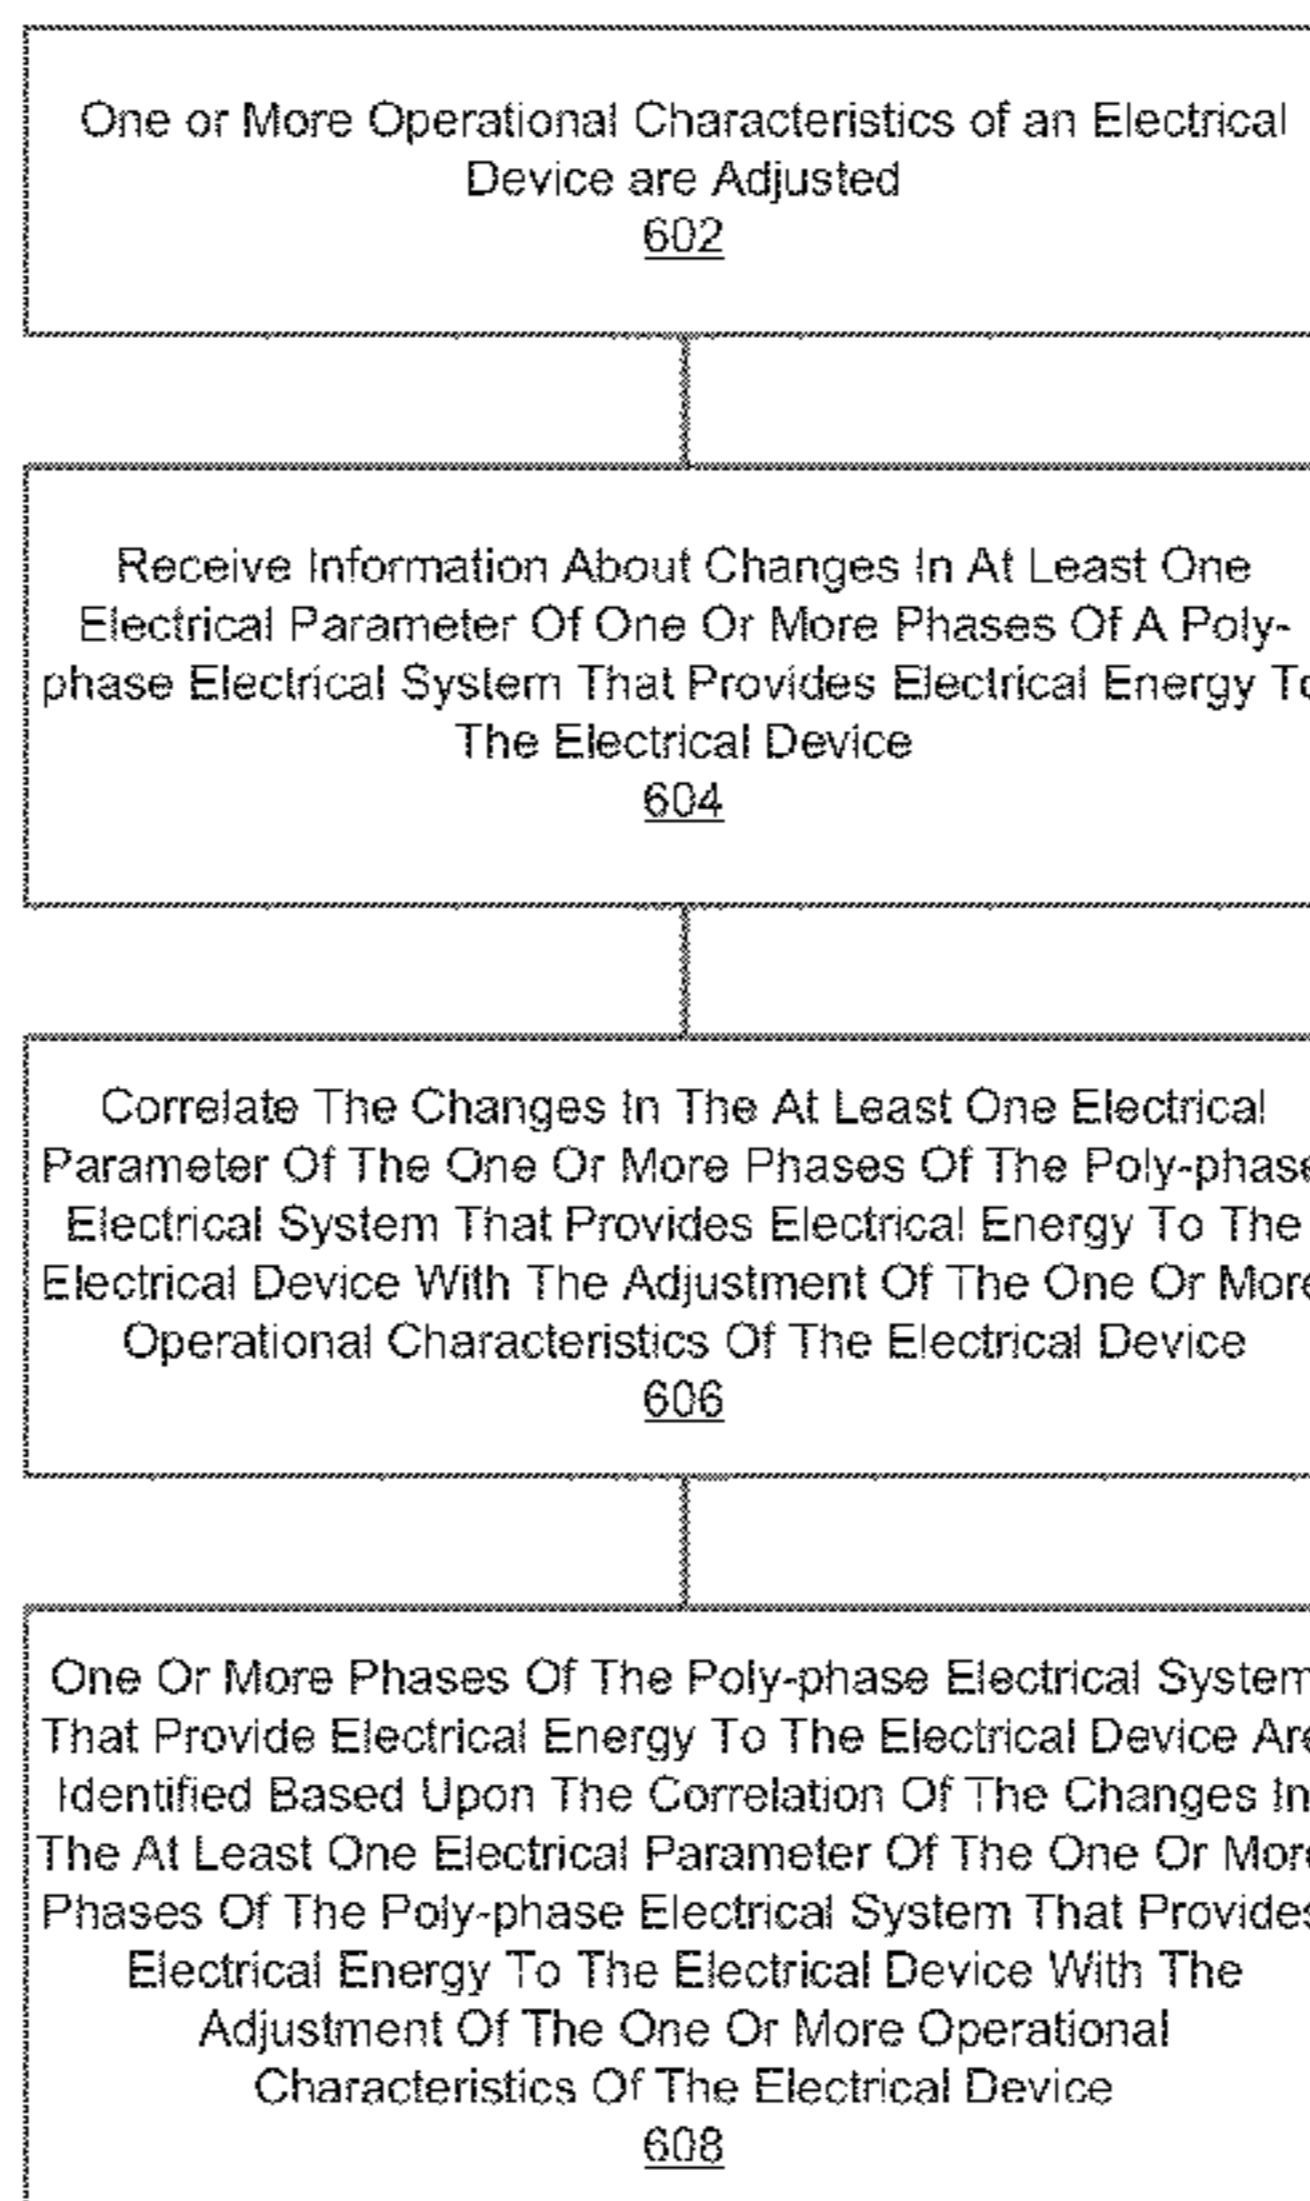 One or More Operational Characteristics of an Electrical
Device are Adjusted
602
Receive Information About Changes In At Least One
Electrical Parameter Of One Or More Phases Of A Poly-
phase Electrical System That Provides Electrical Energy To
The Electrical Device
604
Correlate The Changes In The At Least One Electrical
Parameter Of The One Or More Phases Of The Poly-phase
Electrical System That Provides Electrical Energy To The
Electrical Device With The Adjustment Of The One Or More
Operational Characteristics Of The Electrical Device
606
One Or More Phases Of The Poly-phase Electrical System
That Provide Electrical Energy To The Electrical Device Are
Identified Based Upon The Correlation Of The Changes In
The At Least One Electrical Parameter Of The One Or More
Phases Of The Poly-phase Electrical System That Provides
Electrical Energy To The Electrical Device With The
Adjustment Of The One Or More Operational
Characteristics Of The Electrical Device
608